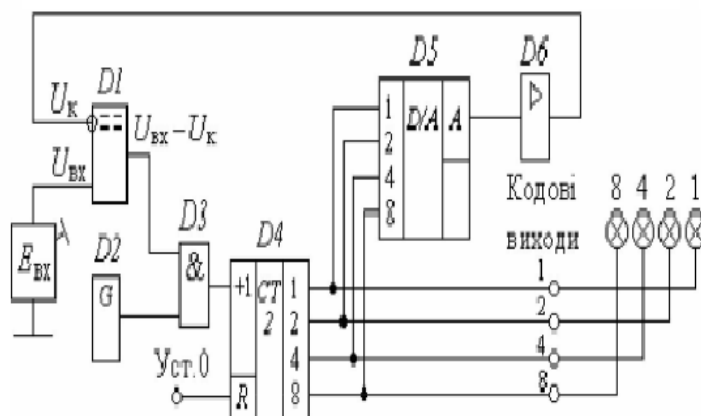 D5
D6
D1
Uк
Uвх
Uвх – Uк
1
2
4
8
D/A
A
▷
Кодові
виходи
8 4 2 1
D3
D2
D4
Eвх
G
&
+1
CT
2
R
1
2
4
8
Уст.0
1
2
4
8